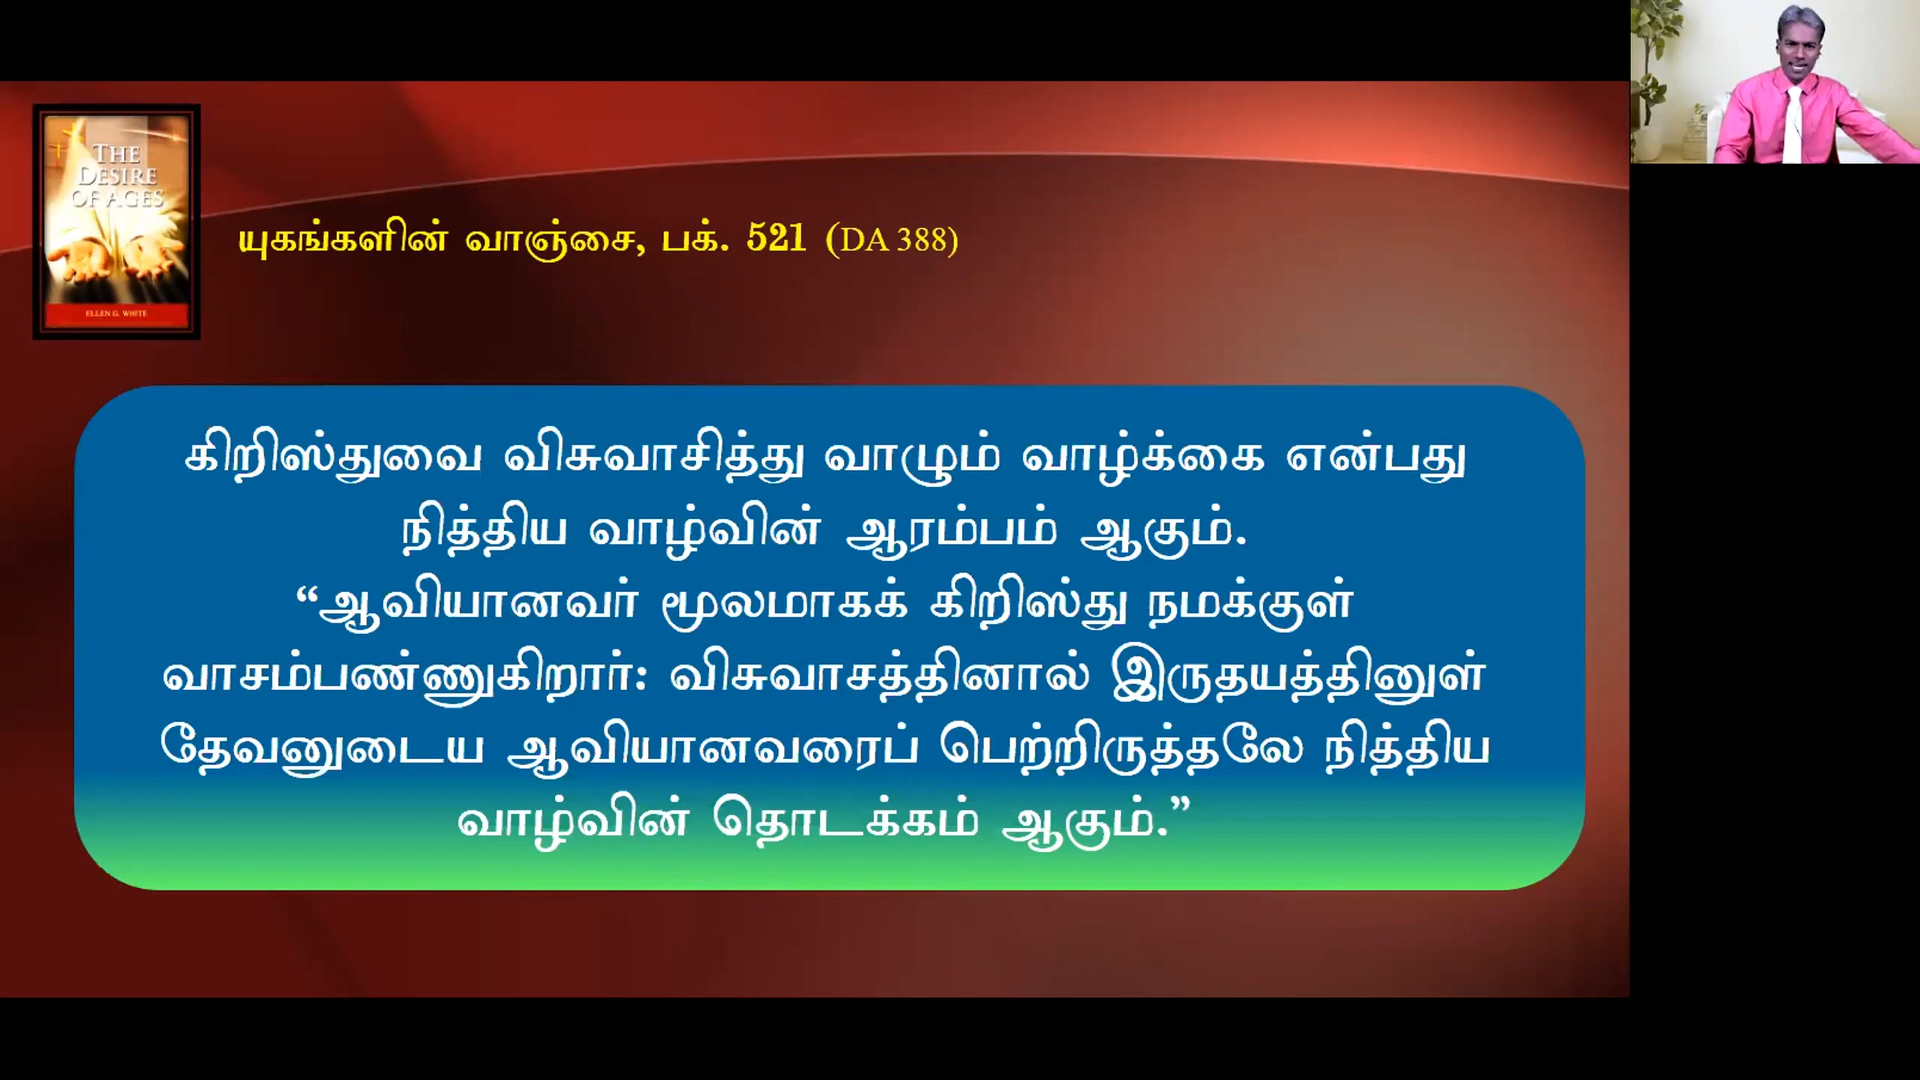 THE
DESIRE
OF AGES
ELLEN G. WHITE
யுகங்களின் வாஞ்சை, பக். 521 (DA 388)
கிறிஸ்துவை விசுவாசித்து வாழும் வாழ்க்கை என்பது
நித்திய வாழ்வின் ஆரம்பம் ஆகும்.
“ஆவியானவர் மூலமாகக் கிறிஸ்து நமக்குள்
வாசம்பண்ணுகிறார்: விசுவாசத்தினால் இருதயத்தினுள்
தேவனுடைய ஆவியானவரைப் பெற்றிருத்தலே நித்திய
வாழ்வின் தொடக்கம் ஆகும்.”